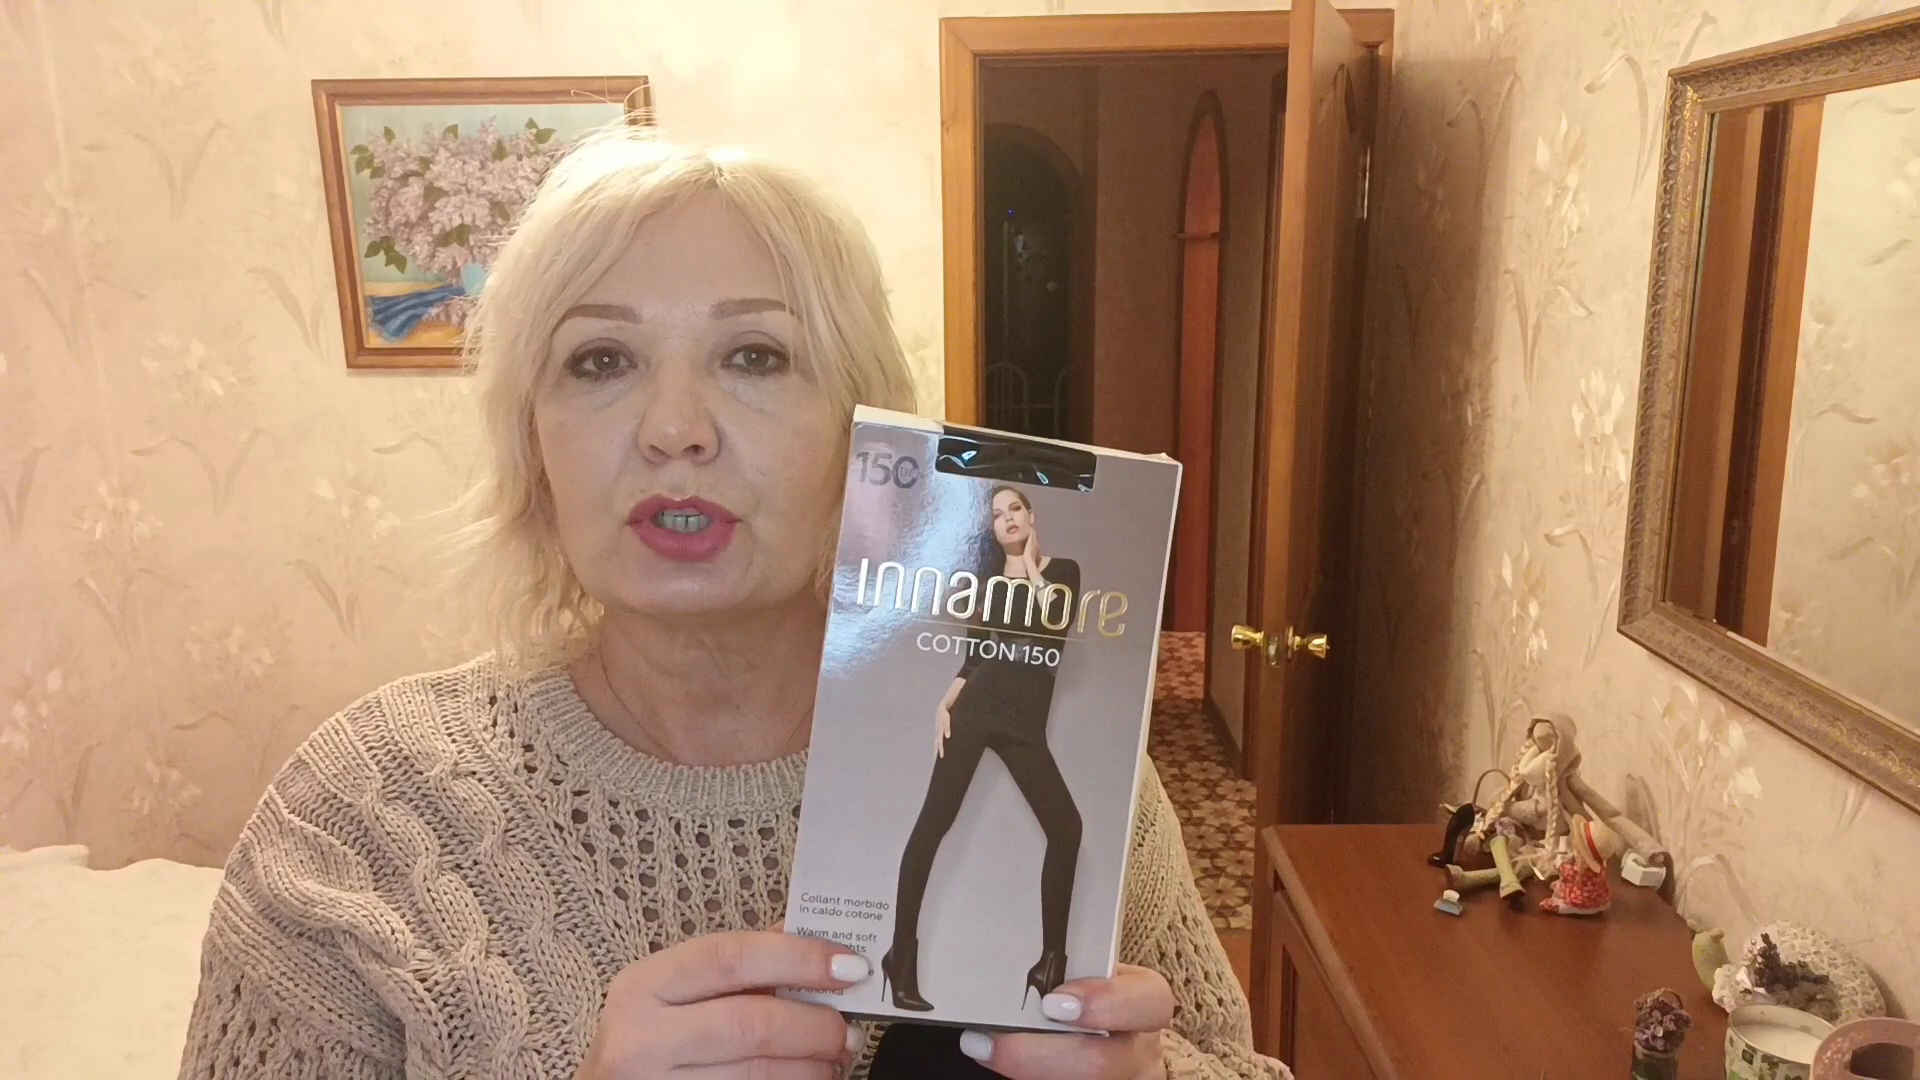 150
Innamore
COTTON 150
Collant morbido
in caldo cotone
Warm and soft